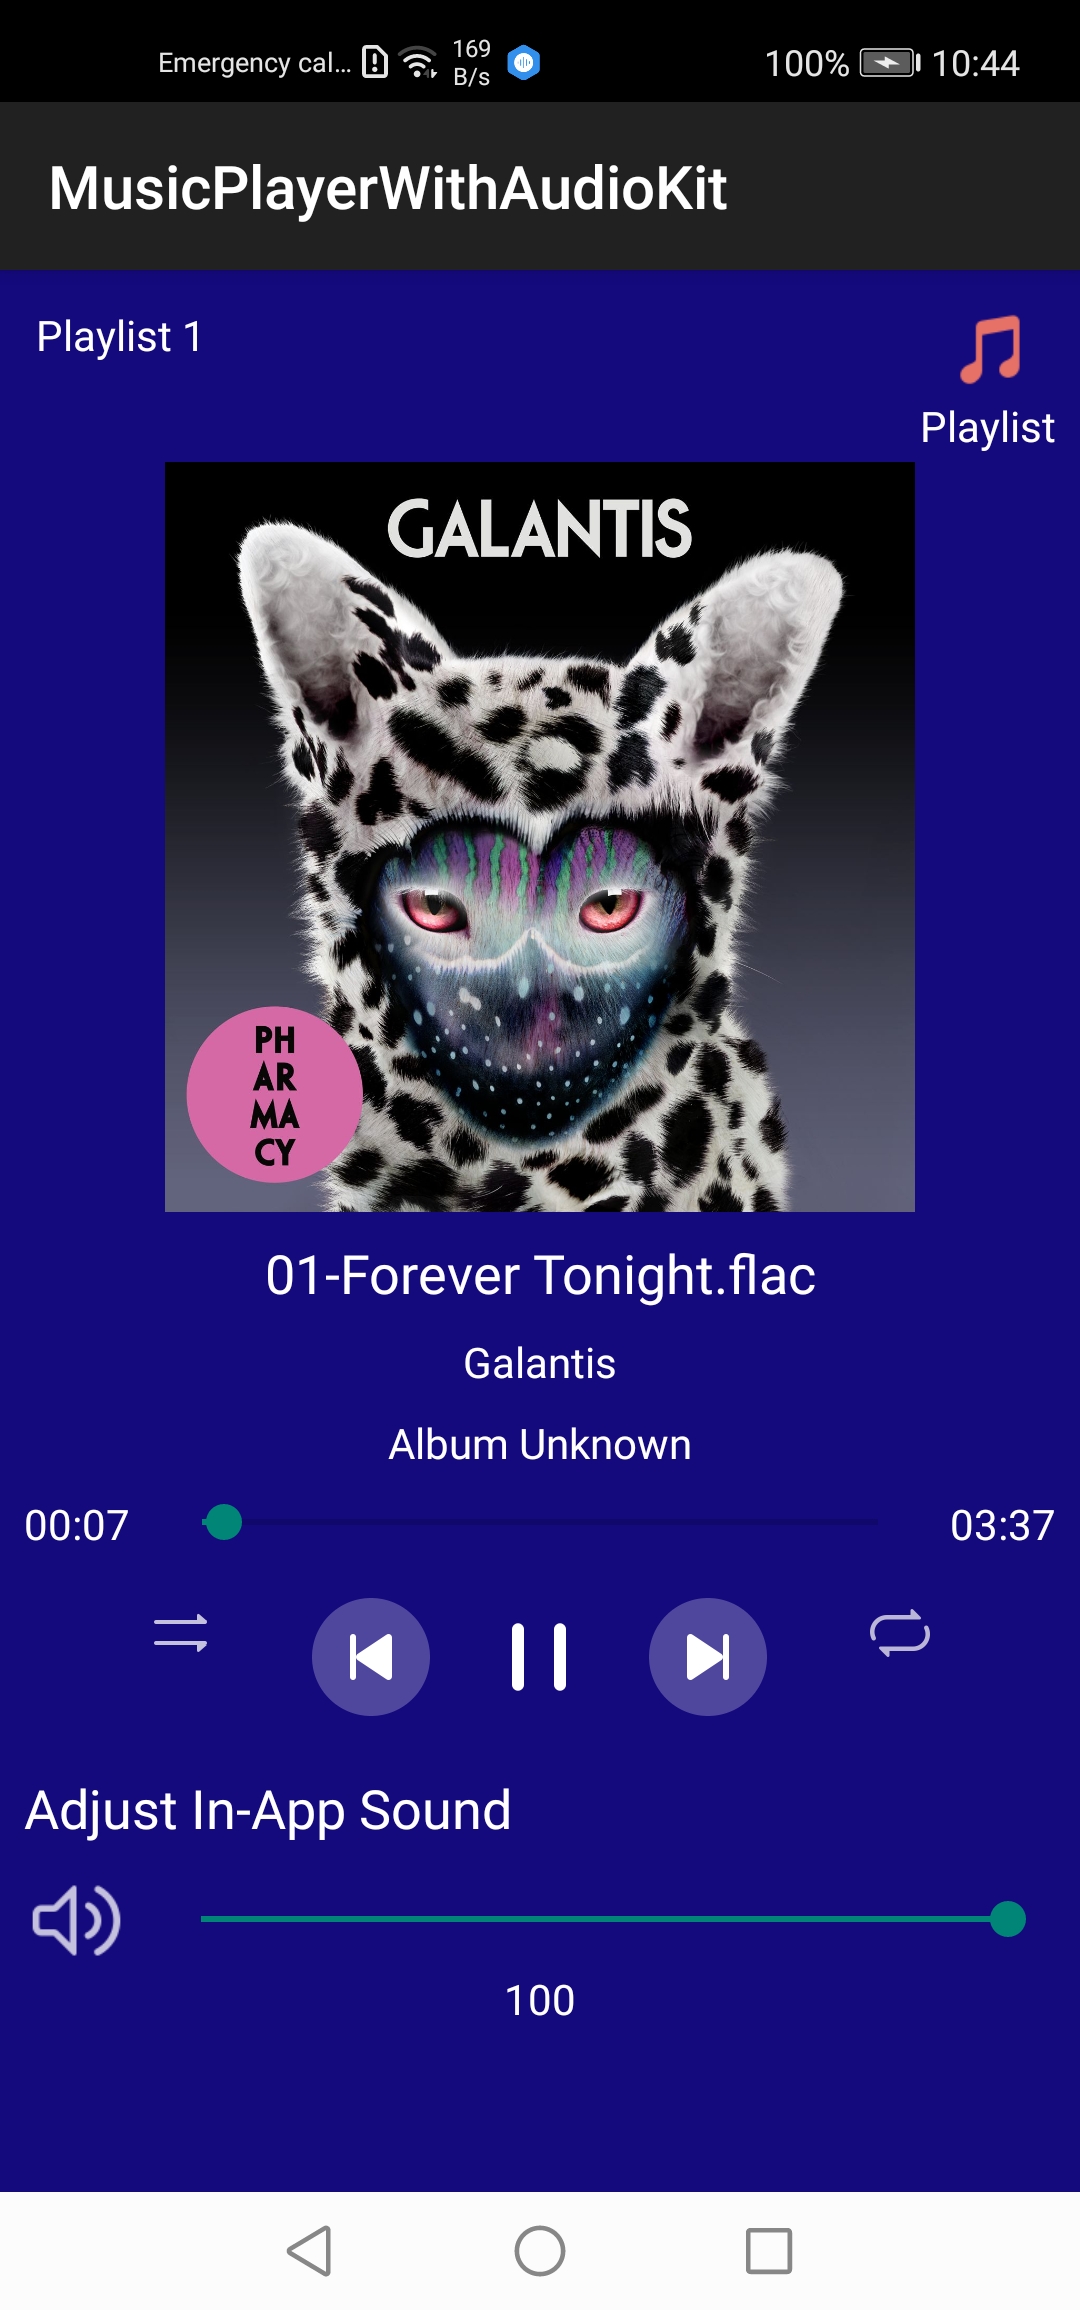 Emergency cal... 169 B/s 100% 10:44
MusicPlayerWithAudioKit
Playlist 1
Playlist
GALANTIS
PH
AR
MA
CY
01-Forever Tonight.flac
Galantis
Album Unknown
00:07 03:37
Adjust In-App Sound
100